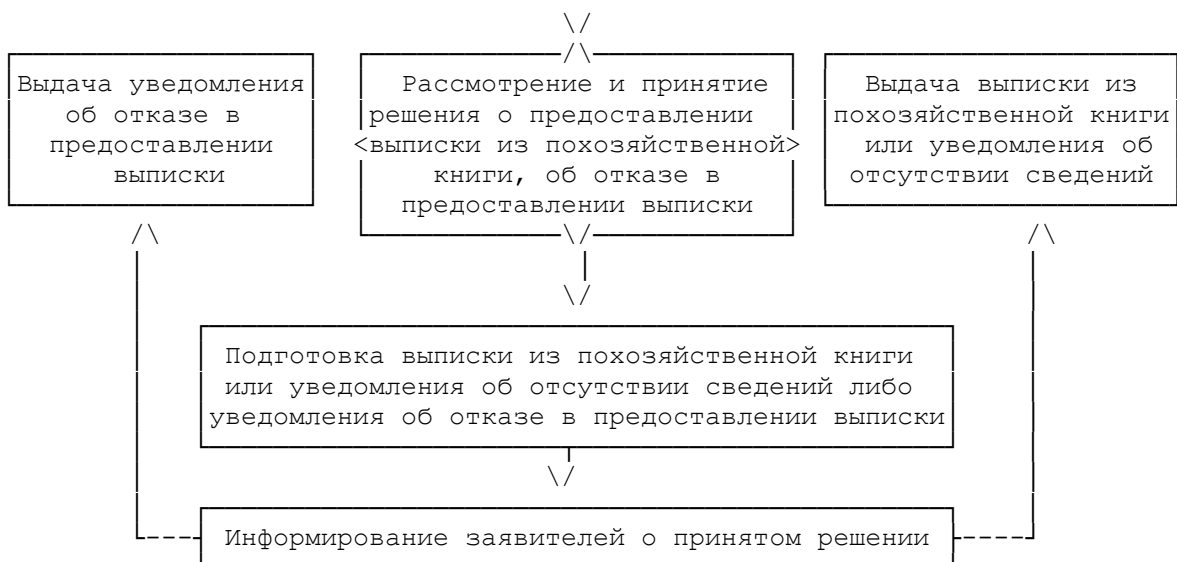 Выдача уведомления
об отказе в
предоставлении
выписки
Рассмотрение и принятие
решения о предоставлении
<выписки из похозяйственной>
книги, об отказе в
предоставлении выписки
Выдача выписки из
похозяйственной книги
или уведомления об
отсутствии сведений
Подготовка выписки из похозяйственной книги
или уведомления об отсутствии сведений либо
уведомления об отказе в предоставлении выписки
Информирование заявителей о принятом решении